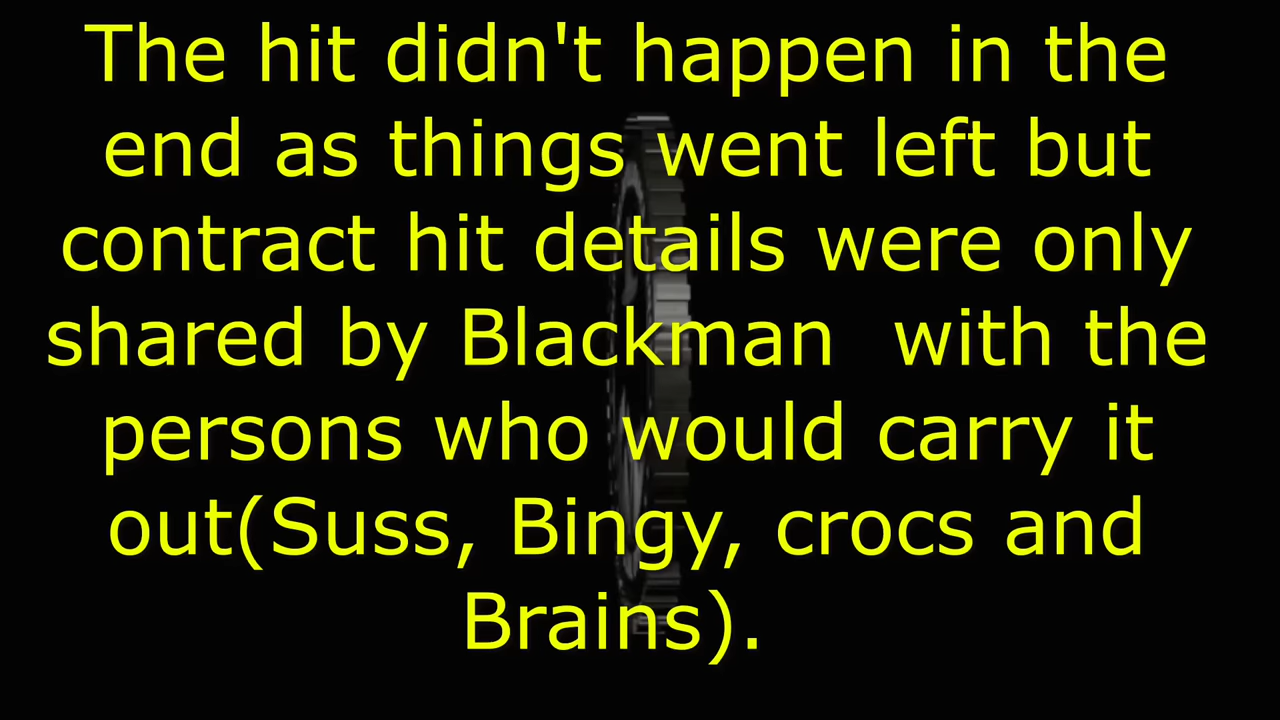 The hit didn't happen in the
end as things went left but
contract hit details were only
shared by Blackman  with the
persons who would carry it
out(Suss, Bingy, crocs and
Brains).